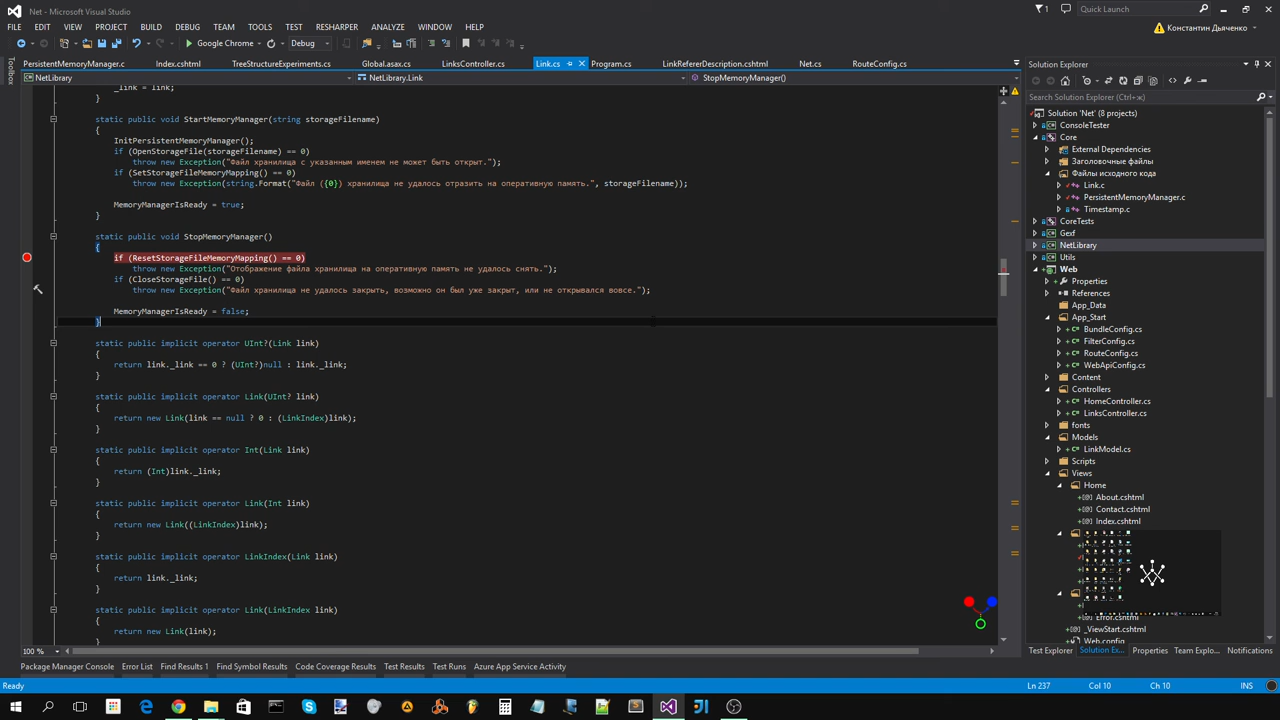 Net - Microsoft Visual Studio
1
Quick Launch (Ctrl+Q)
FILE EDIT VIEW PROJECT BUILD DEBUG TEAM TOOLS TEST RESHARPER ANALYZE WINDOW HELP
Константин Дьяченко
Google Chrome Debug
PersistentMemoryManager.c Index.cshtml TreeStructureExperiments.cs Global.asax.cs LinksController.cs Link.cs Program.cs LinkRefererDescription.cshtml Net.cs RouteConfig.cs
NetLibrary NetLibrary.Link StopMemoryManager()
_link = link;
}
static public void StartMemoryManager(string storageFilename)
{
InitPersistentMemoryManager();
if (OpenStorageFile(storageFilename) == 0)
throw new Exception("Файл хранилища с указанным именем не может быть открыт.");
if (SetStorageFileMemoryMapping() == 0)
throw new Exception(string.Format("Файл ({0}) хранилища не удалось отразить на оперативную память.", storageFilename));
MemoryManagerIsReady = true;
}
static public void StopMemoryManager()
{
if (ResetStorageFileMemoryMapping() == 0)
throw new Exception("Отображение файла хранилища на оперативную память не удалось снять.");
if (CloseStorageFile() == 0)
throw new Exception("Файл хранилища не удалось закрыть, возможно он был уже закрыт, или не открывался вовсе.");
MemoryManagerIsReady = false;
}
static public implicit operator UInt?(Link link)
{
return link._link == 0 ? (UInt?)null : link._link;
}
static public implicit operator Link(UInt? link)
{
return new Link(link == null ? 0 : (LinkIndex)link);
}
static public implicit operator Int(Link link)
{
return (Int)link._link;
}
static public implicit operator Link(Int link)
{
return new Link((LinkIndex)link);
}
static public implicit operator LinkIndex(Link link)
{
return link._link;
}
static public implicit operator Link(LinkIndex link)
{
return new Link(link);
}
100 %
Solution Explorer
Search Solution Explorer (Ctrl+ж)
Solution 'Net' (8 projects)
ConsoleTester
Core
External Dependencies
Заголовочные файлы
Файлы исходного кода
Link.c
PersistentMemoryManager.c
Timestamp.c
CoreTests
Gexf
NetLibrary
Utils
Web
Properties
References
App_Data
App_Start
BundleConfig.cs
FilterConfig.cs
RouteConfig.cs
WebApiConfig.cs
Content
Controllers
HomeController.cs
LinksController.cs
fonts
Models
LinkModel.cs
Scripts
Views
Home
About.cshtml
Contact.cshtml
Index.cshtml
Error.cshtml
_ViewStart.cshtml
Web.config
Test Explorer Solution Ex... Properties Team Explo... Notifications
Package Manager Console Error List Find Results 1 Find Symbol Results Code Coverage Results Test Results Test Runs Azure App Service Activity
Ready Ln 237 Col 10 Ch 10 INS